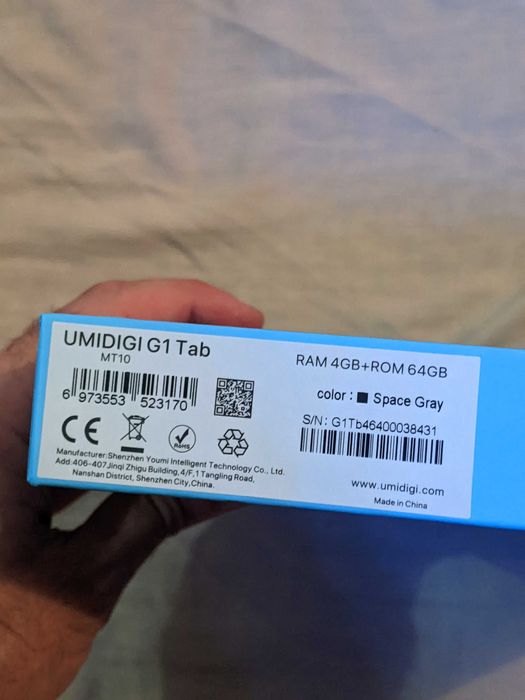 UMIDIGI G1 Tab
MT10
6 973553 523170
CE
RoHS
Manufacturer:Shenzhen Youmi Intelligent Technology Co., Ltd.
Add:406-407Jinqi Zhigu Building,4/F,1 Tangling Road,
Nanshan District, Shenzhen City,China.
RAM 4GB+ROM 64GB
color : Space Gray
S/N: G1Tb46400038431
www.umidigi.com
Made in China